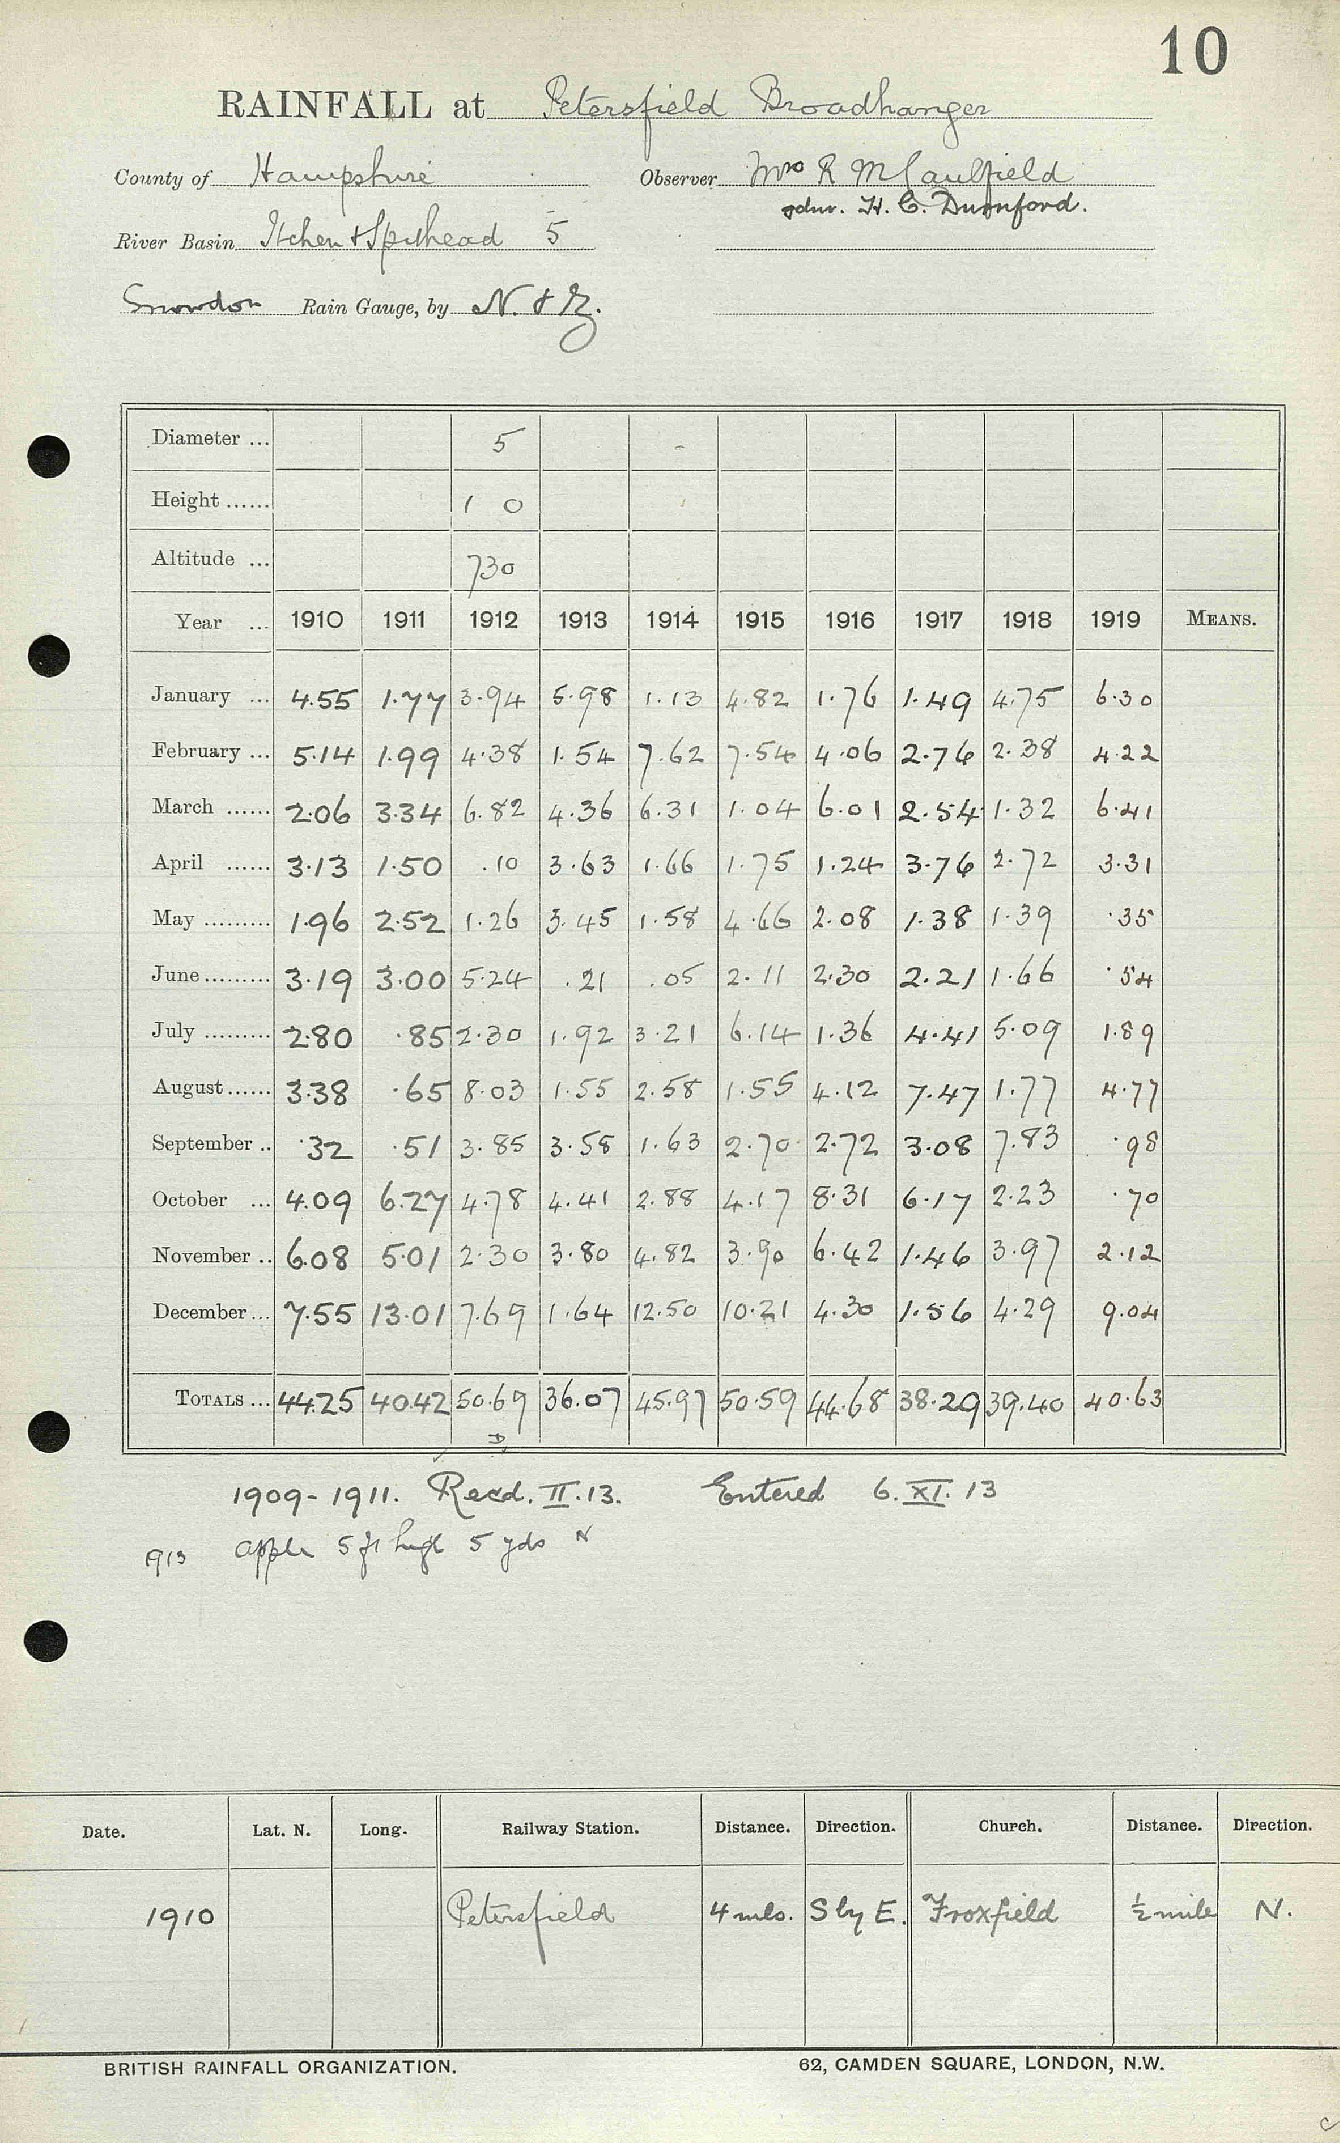 10
RAINFALL at Petersfield Broadhanger
County of Hampshire Observer Mrs R M Caulfield
H. C. Durnford.
River Basin Itchen & Spithead 5
Snowdon Rain Gauge, by N. & Z.
Diameter ... 5
Height ...... 1 0
Altitude ... 730
Year ... 1910 1911 1912 1913 1914 1915 1916 1917 1918 1919 MEANS.
January ... 4.55 1.77 3.94 5.98 1.13 4.82 1.76 1.49 4.75 6.30
February ... 5.14 1.99 4.38 1.54 7.62 7.54 4.06 2.76 2.38 4.22
March ...... 2.06 3.34 6.82 4.36 6.31 1.04 6.01 2.54 1.32 6.41
April ...... 3.13 1.50 .10 3.63 1.66 1.75 1.24 3.76 2.72 3.31
May ......... 1.96 2.52 1.26 3.45 1.58 4.66 2.08 1.38 1.39 .35
June ......... 3.19 3.00 5.24 .21 .05 2.11 2.30 2.21 1.66 .54
July ......... 2.80 .85 2.30 1.92 3.21 6.14 1.36 4.41 5.09 1.89
August ...... 3.38 .65 8.03 1.55 2.58 1.55 4.12 7.47 1.77 4.77
September .. .32 .51 3.85 3.58 1.63 2.70 2.72 3.08 7.83 .98
October ... 4.09 6.27 4.78 4.41 2.88 4.17 8.31 6.17 2.23 .70
November .. 6.08 5.01 2.30 3.80 4.82 3.90 6.42 1.46 3.97 2.12
December ... 7.55 13.01 7.69 1.64 12.50 10.21 4.30 1.56 4.29 9.04
TOTALS ... 44.25 40.42 50.69 36.07 45.97 50.59 44.68 38.29 39.40 40.63
1909-1911. Recd. II.13. Entered 6.XI.13
1913 apple 5 ft high 5 yds N
Date. Lat. N. Long. Railway Station. Distance. Direction. Church. Distance. Direction.
1910 Petersfield 4 mls. S by E. Froxfield ½ mile N.
BRITISH RAINFALL ORGANIZATION. 62, CAMDEN SQUARE, LONDON, N.W.